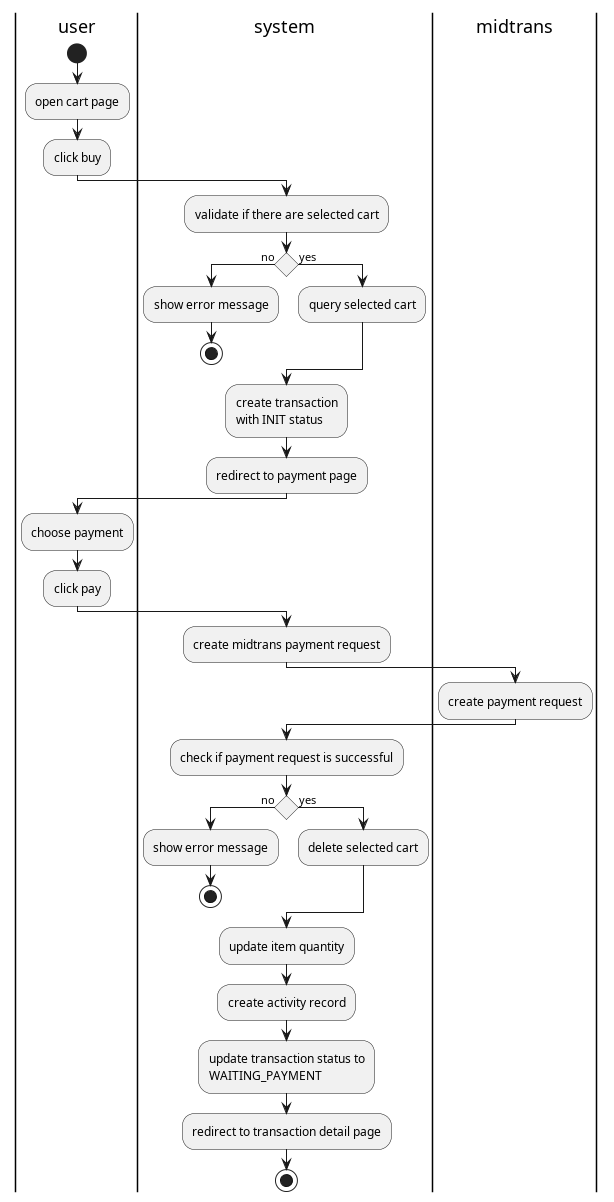 user
system
midtrans
open cart page
click buy
validate if there are selected cart
no
yes
show error message
query selected cart
create transaction
with INIT status
redirect to payment page
choose payment
click pay
create midtrans payment request
create payment request
check if payment request is successful
no
yes
show error message
delete selected cart
update item quantity
create activity record
update transaction status to
WAITING_PAYMENT
redirect to transaction detail page